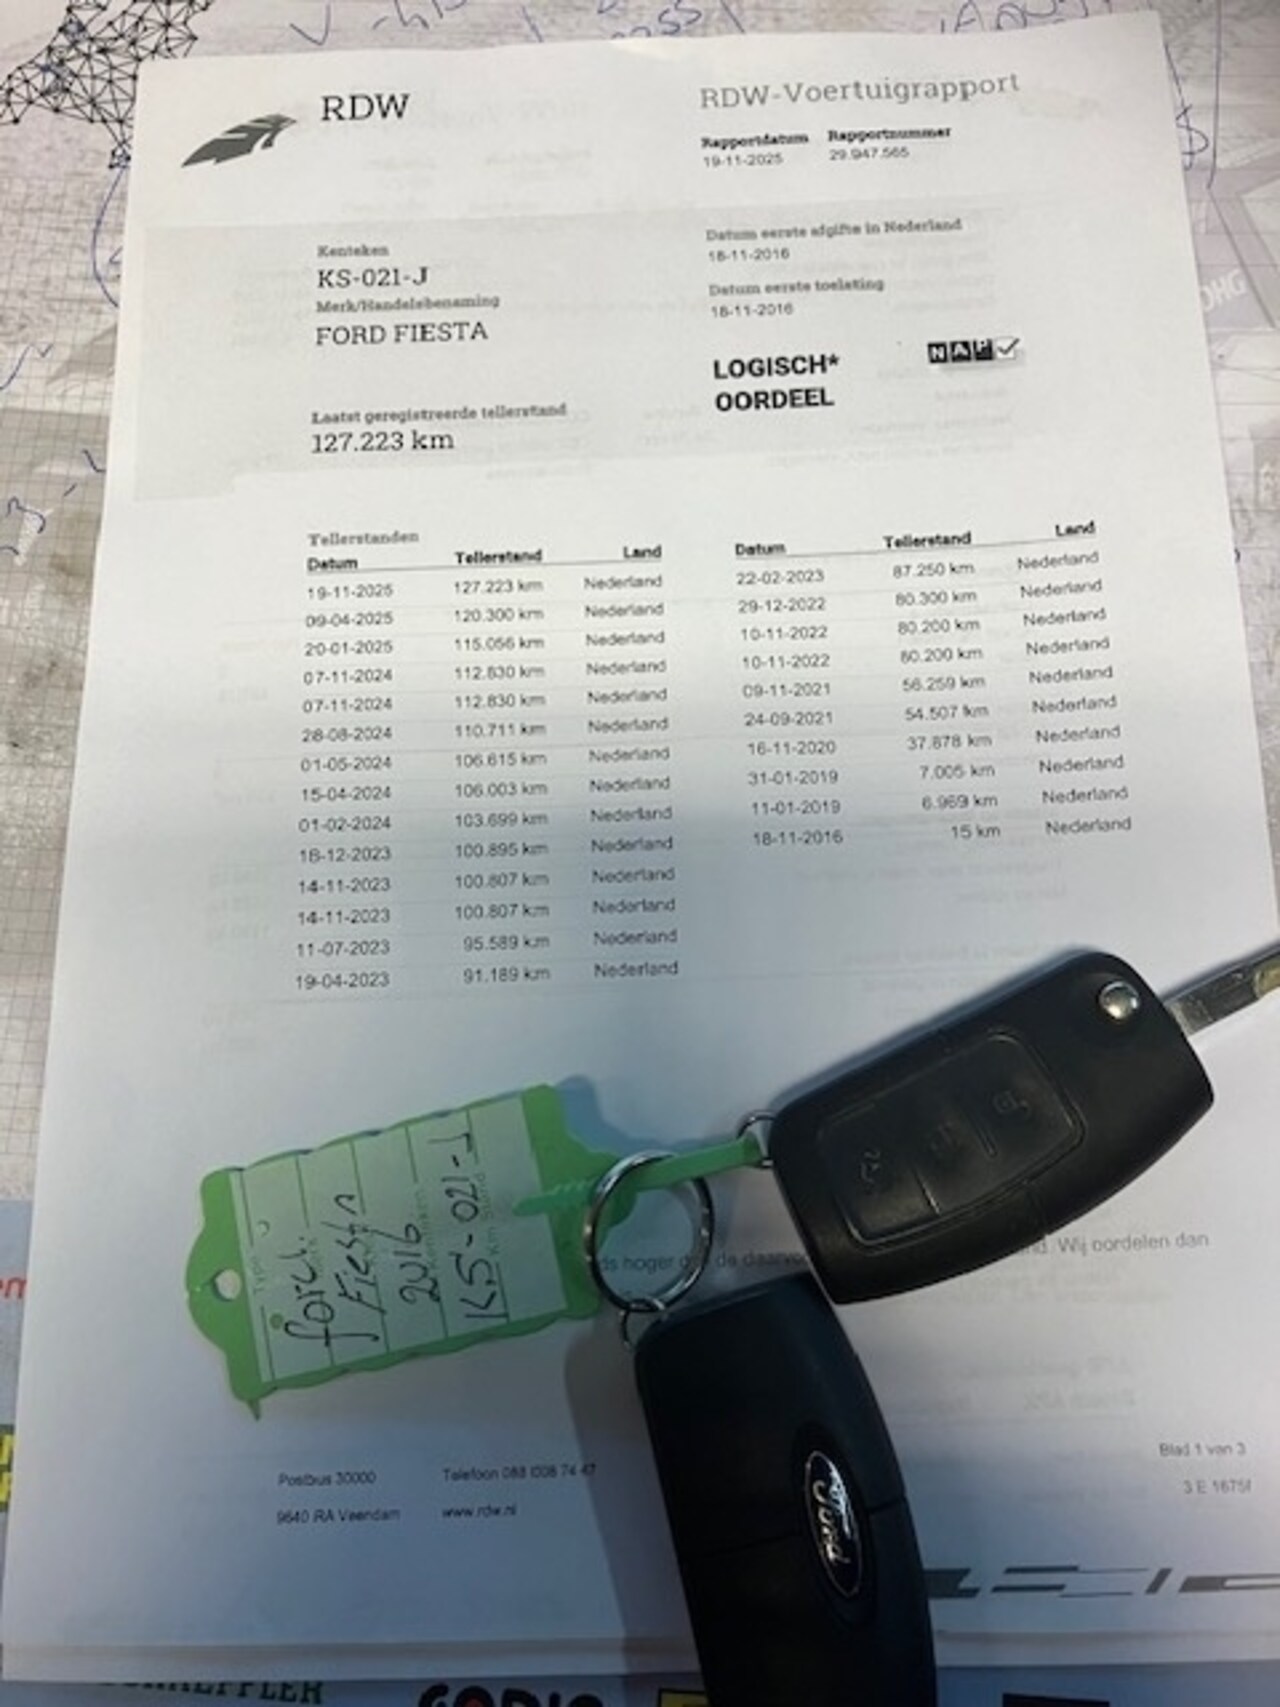 RDW
RDW-Voertuigrapport
Rapportdatum Rapportnummer
19-11-2025 29.947.565
Kenteken
KS-021-J
Merk/Handelsbenaming
FORD FIESTA
Laatst geregistreerde tellerstand
127.223 km
Datum eerste afgifte in Nederland
18-11-2016
Datum eerste toelating
18-11-2016
LOGISCH*
OORDEEL
NAP
Tellerstanden
Datum Tellerstand Land
19-11-2025 127.223 km Nederland
09-04-2025 120.300 km Nederland
20-01-2025 115.056 km Nederland
07-11-2024 112.830 km Nederland
07-11-2024 112.830 km Nederland
28-08-2024 110.711 km Nederland
01-05-2024 106.615 km Nederland
15-04-2024 106.003 km Nederland
01-02-2024 103.699 km Nederland
18-12-2023 100.895 km Nederland
14-11-2023 100.807 km Nederland
14-11-2023 100.807 km Nederland
11-07-2023 95.589 km Nederland
19-04-2023 91.189 km Nederland
Datum Tellerstand Land
22-02-2023 87.250 km Nederland
29-12-2022 80.300 km Nederland
10-11-2022 80.200 km Nederland
10-11-2022 80.200 km Nederland
09-11-2021 56.259 km Nederland
24-09-2021 54.507 km Nederland
16-11-2020 37.878 km Nederland
31-01-2019 7.005 km Nederland
11-01-2019 6.969 km Nederland
18-11-2016 15 km Nederland
hoger de Wij oordelen dan
Type
ford
Fiesta
2016
Kenteken
KS-021-J
Km Stand
Ford
Postbus 30000 Telefoon 088 008 74 47
9640 RA Veendam www.rdw.nl
Blad 1 van 3
3 E 1675f